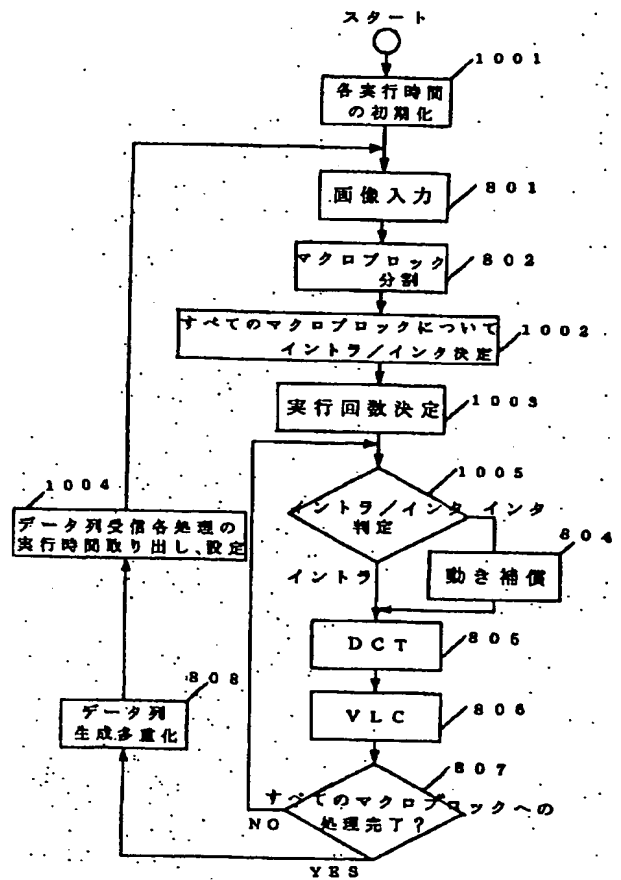 スタート
1001
各実行時間
の初期化
画像入力
801
マクロブロック
分割
802
すべてのマクロブロックについて
イントラ/インタ決定
1002
実行回数決定
1003
1004
データ列受信各処理の
実行時間取り出し、設定
1005
イントラ/インタ
判定
インタ
804
動き補償
イントラ
DCT
805
808
データ列
生成多重化
VLC
806
807
すべてのマクロブロックへの
処理完了?
NO
YES